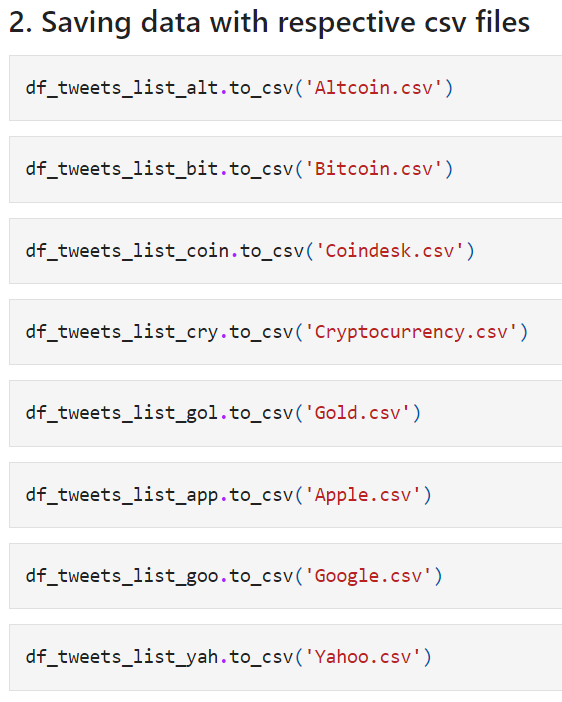 2. Saving data with respective csv files
df_tweets_list_alt.to_csv('Altcoin.csv')
df_tweets_list_bit.to_csv('Bitcoin.csv')
df_tweets_list_coin.to_csv('Coindesk.csv')
df_tweets_list_cry.to_csv('Cryptocurrency.csv')
df_tweets_list_gol.to_csv('Gold.csv')
df_tweets_list_app.to_csv('Apple.csv')
df_tweets_list_goo.to_csv('Google.csv')
df_tweets_list_yah.to_csv('Yahoo.csv')